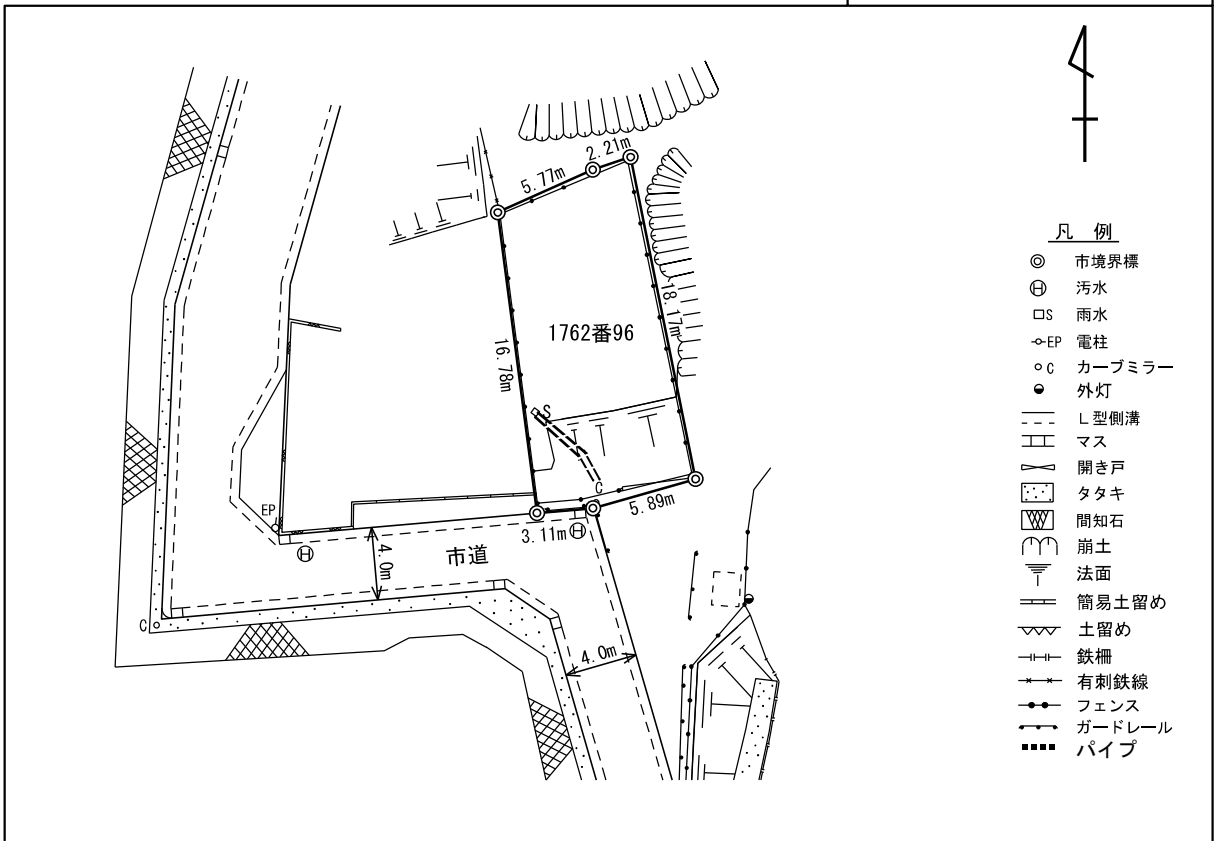 2.21m
5.77m
18.17m
1762番96
16.78m
S
C
5.89m
3.11m
EP
市道
4.0m
4.0m
C
凡 例
市境界標
汚水
S 雨水
EP 電柱
C カーブミラー
外灯
L型側溝
マス
開き戸
タタキ
間知石
崩土
法面
簡易土留め
土留め
鉄柵
有刺鉄線
フェンス
ガードレール
パイプ